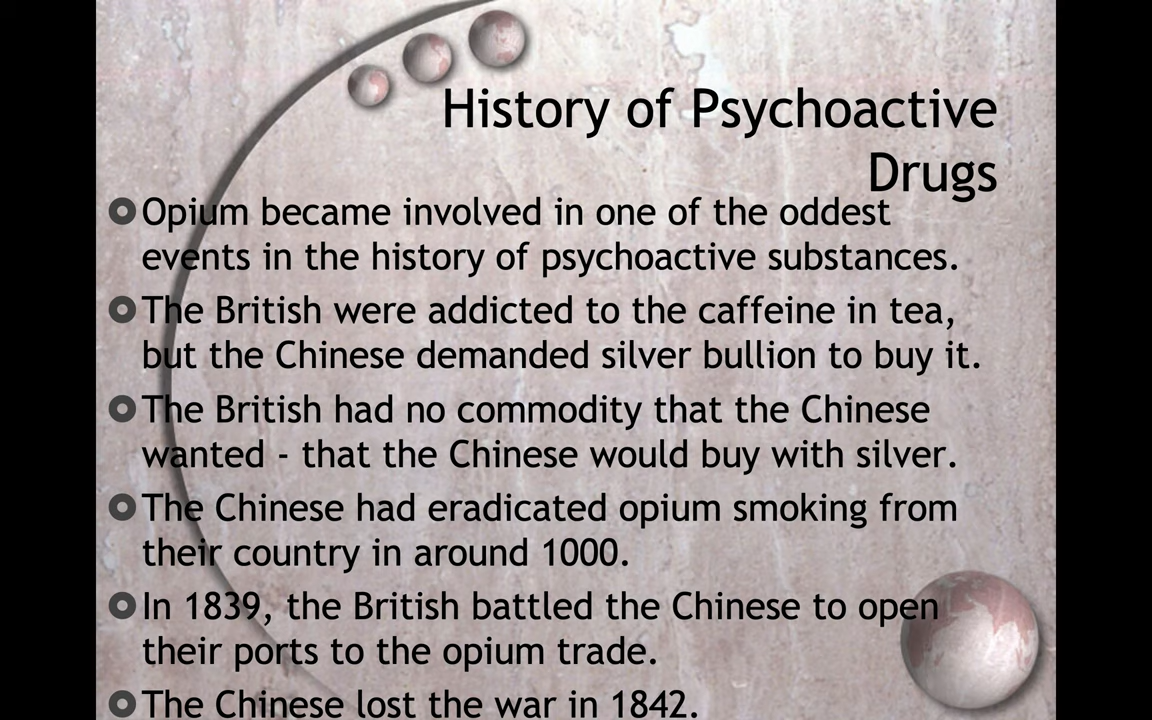 History of Psychoactive
Drugs
Opium became involved in one of the oddest
events in the history of psychoactive substances.
The British were addicted to the caffeine in tea,
but the Chinese demanded silver bullion to buy it.
The British had no commodity that the Chinese
wanted - that the Chinese would buy with silver.
The Chinese had eradicated opium smoking from
their country in around 1000.
In 1839, the British battled the Chinese to open
their ports to the opium trade.
The Chinese lost the war in 1842.